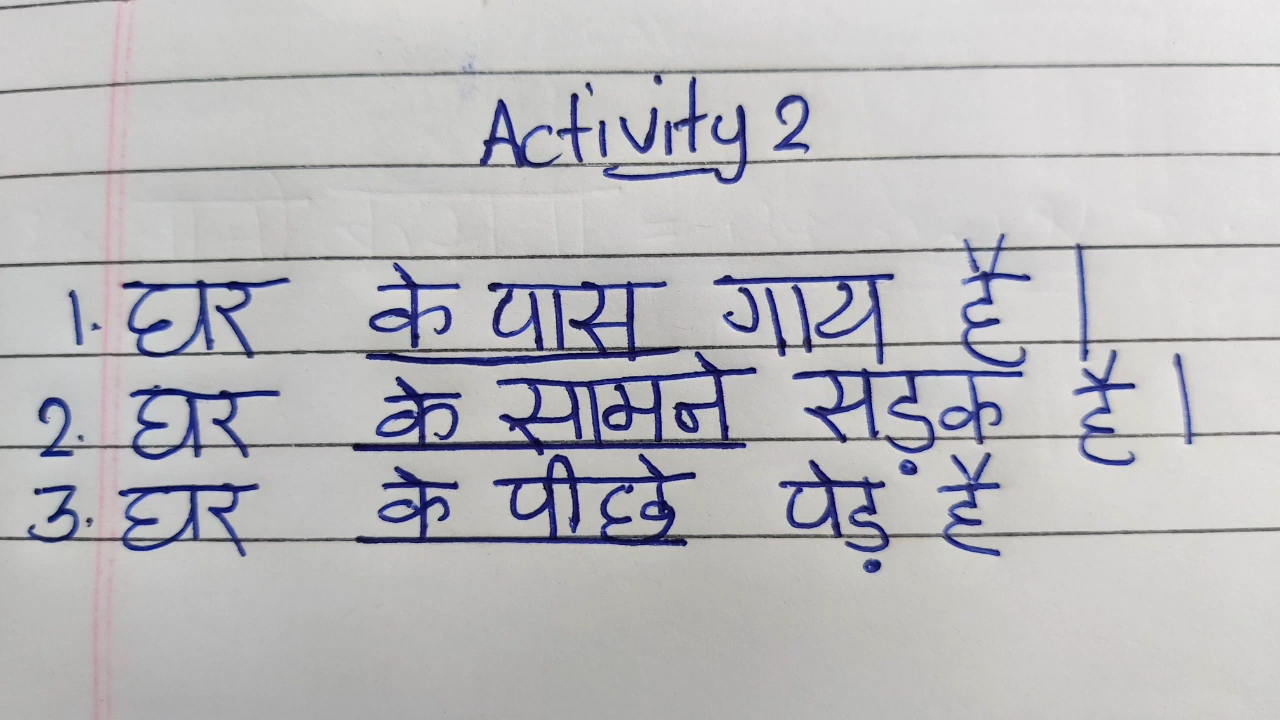 Activity 2
1. घर के पास गाय है।
2. घर के सामने सड़क है।
3. घर के पीछे पेड़ है